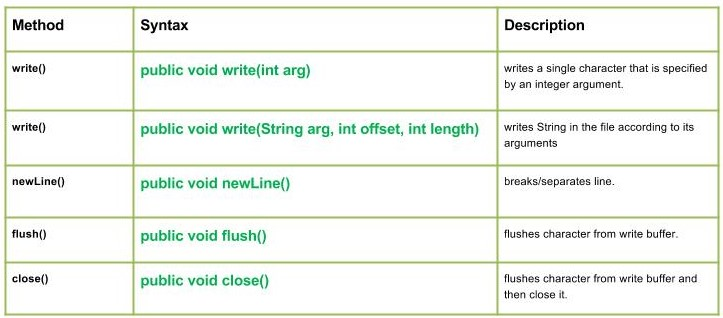 Method Syntax Description
write() public void write(int arg) writes a single character that is specified
by an integer argument.
write() public void write(String arg, int offset, int length) writes String in the file according to its
arguments
newLine() public void newLine() breaks/separates line.
flush() public void flush() flushes character from write buffer.
close() public void close() flushes character from write buffer and
then close it.